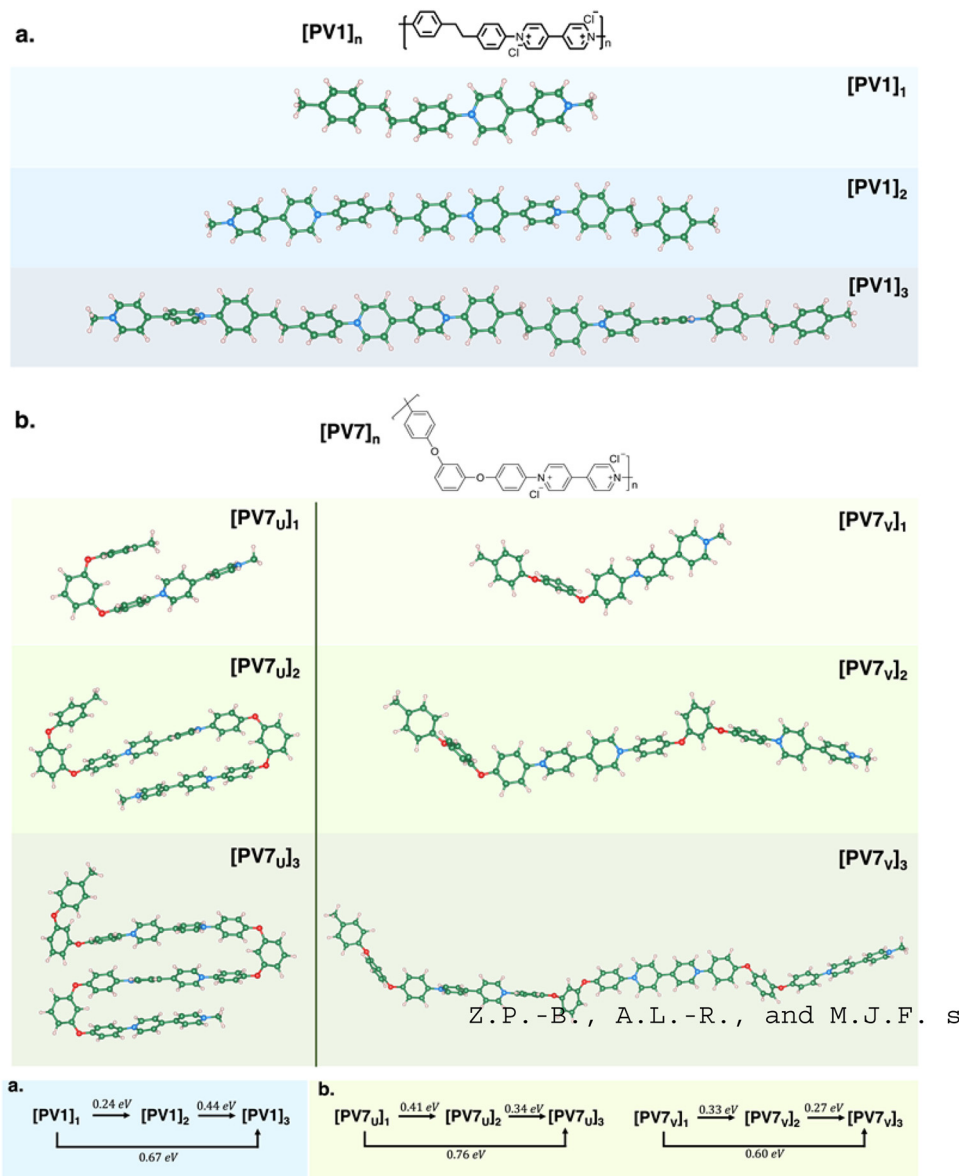 a.
[PV1]n
Cl⁻
N⁺ ⁺N
n
Cl⁻
[PV1]1
[PV1]2
[PV1]3
b.
[PV7]n
O
O
Cl⁻
N⁺ N⁺
n
Cl⁻
[PV7U]1
[PV7V]1
[PV7U]2
[PV7V]2
[PV7U]3
[PV7V]3
Z.P.-B., A.L.-R., and M.J.F. s
a.
0.24 eV 0.44 eV
[PV1]1 [PV1]2 [PV1]3
0.67 eV
b.
0.41 eV 0.34 eV
[PV7U]1 [PV7U]2 [PV7U]3
0.76 eV
0.33 eV 0.27 eV
[PV7V]1 [PV7V]2 [PV7V]3
0.60 eV